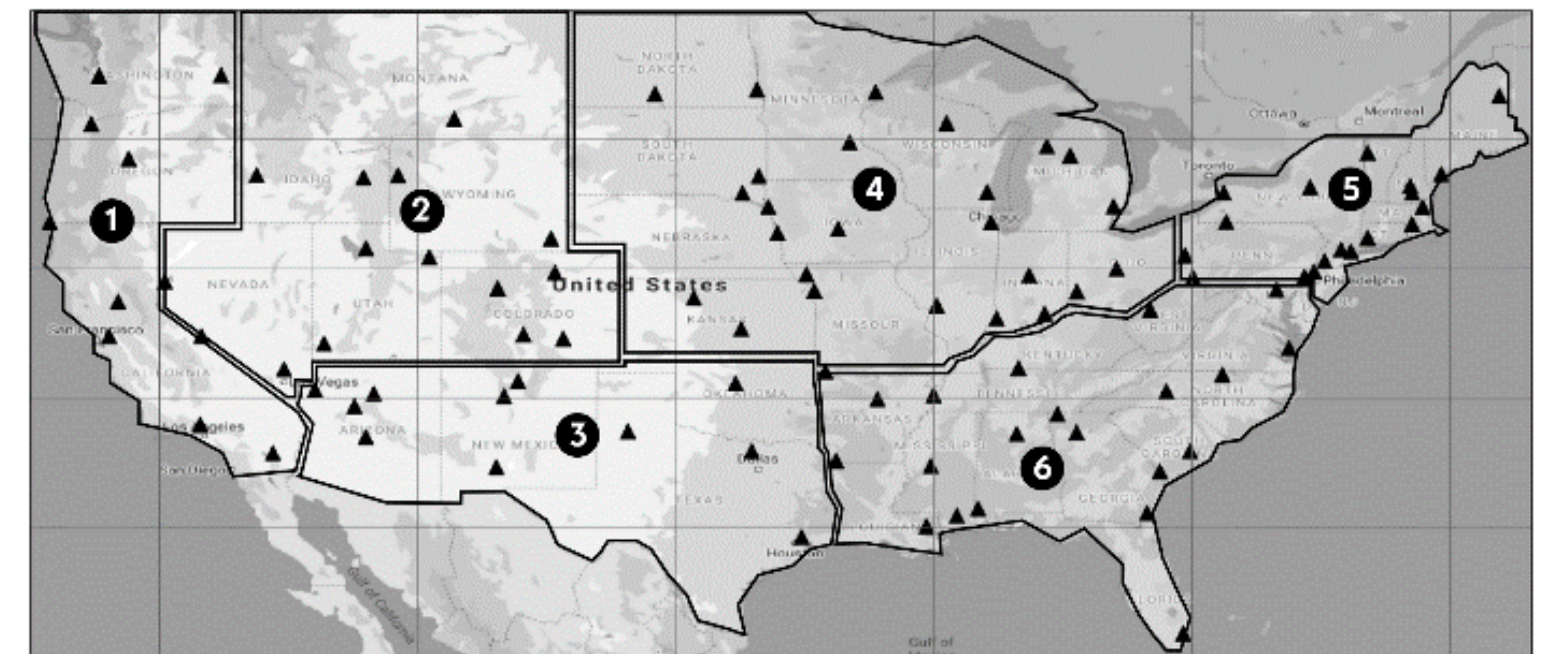 NORTH
DAKOTA
WASHINGTON
MONTANA
MINNESOTA
Ottawa
Montreal
MAINE
SOUTH
DAKOTA
WISCONSIN
OREGON
IDAHO
Toronto
MICHIGAN
WYOMING
1
2
4
5
Chicago
IOWA
NEBRASKA
ILLINOIS
PENN
NEVADA
United States
INDIANA
Philadelphia
NJ
UTAH
COLORADO
San Francisco
KANSAS
MISSOURI
WEST
VIRGINIA
KENTUCKY
VIRGINIA
CALIFORNIA
Las Vegas
OKLAHOMA
TENNESSEE
NORTH
CAROLINA
Los Angeles
ARIZONA
NEW MEXICO
3
ARKANSAS
MISSISSIPPI
SOUTH
CAROLINA
San Diego
Dallas
6
TEXAS
GEORGIA
LOUISIANA
Houston
Gulf of California
FLORIDA
Gulf of